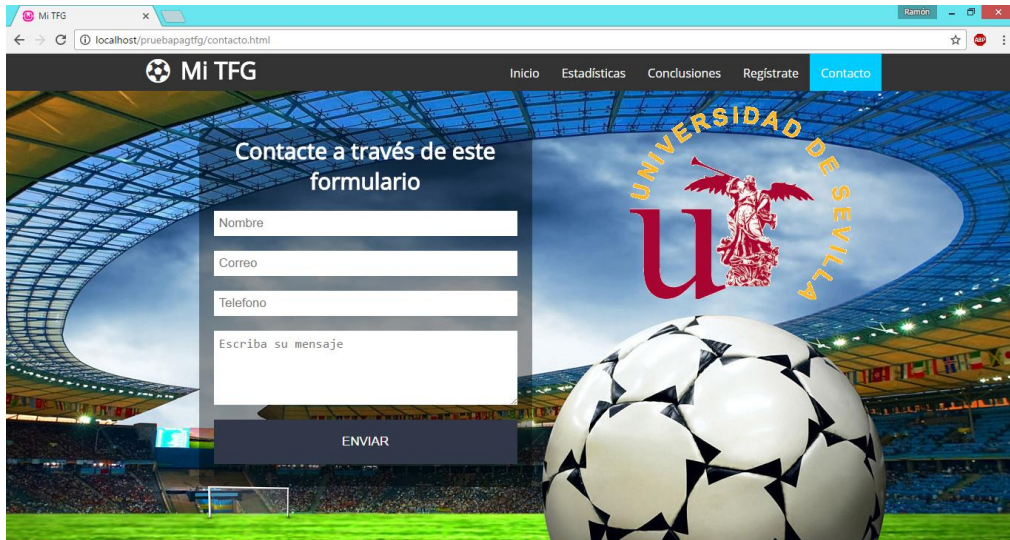 Mi TFG
Ramón
localhost/pruebapagtfg/contacto.html
ABP
Mi TFG
Inicio Estadísticas Conclusiones Regístrate Contacto
UNIVERSIDAD DE SEVILLA
u
Contacte a través de este
formulario
Nombre
Correo
Telefono
Escriba su mensaje
ENVIAR